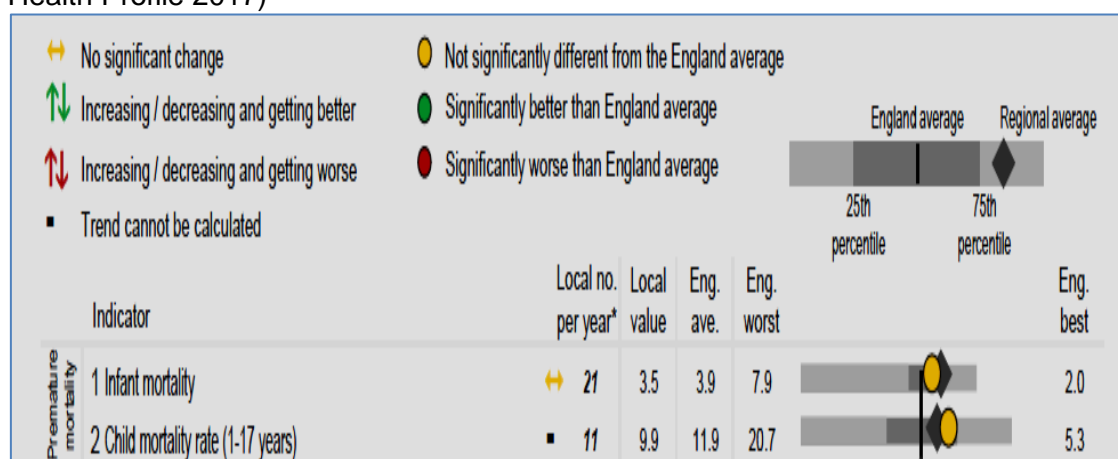 Health Profile 2017)
No significant change
Not significantly different from the England average
Increasing / decreasing and getting better
Significantly better than England average
Increasing / decreasing and getting worse
Significantly worse than England average
Trend cannot be calculated
England average Regional average
25th percentile
75th percentile
Indicator
Local no. per year*
Local value
Eng. ave.
Eng. worst
Eng. best
Premature mortality
1 Infant mortality 21 3.5 3.9 7.9 2.0
2 Child mortality rate (1-17 years) 11 9.9 11.9 20.7 5.3